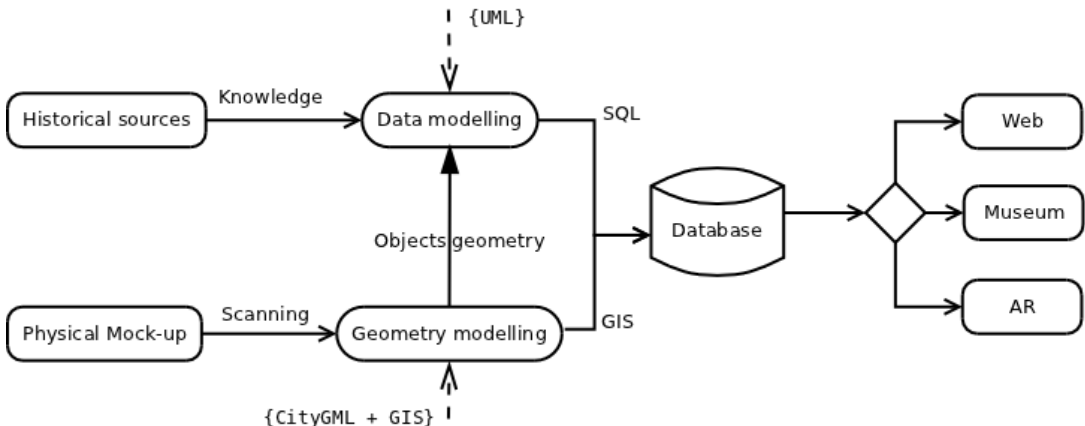 {UML}
Knowledge
Historical sources
Data modelling
SQL
Web
Database
Museum
Objects geometry
Scanning
Physical Mock-up
Geometry modelling
GIS
AR
{CityGML + GIS}